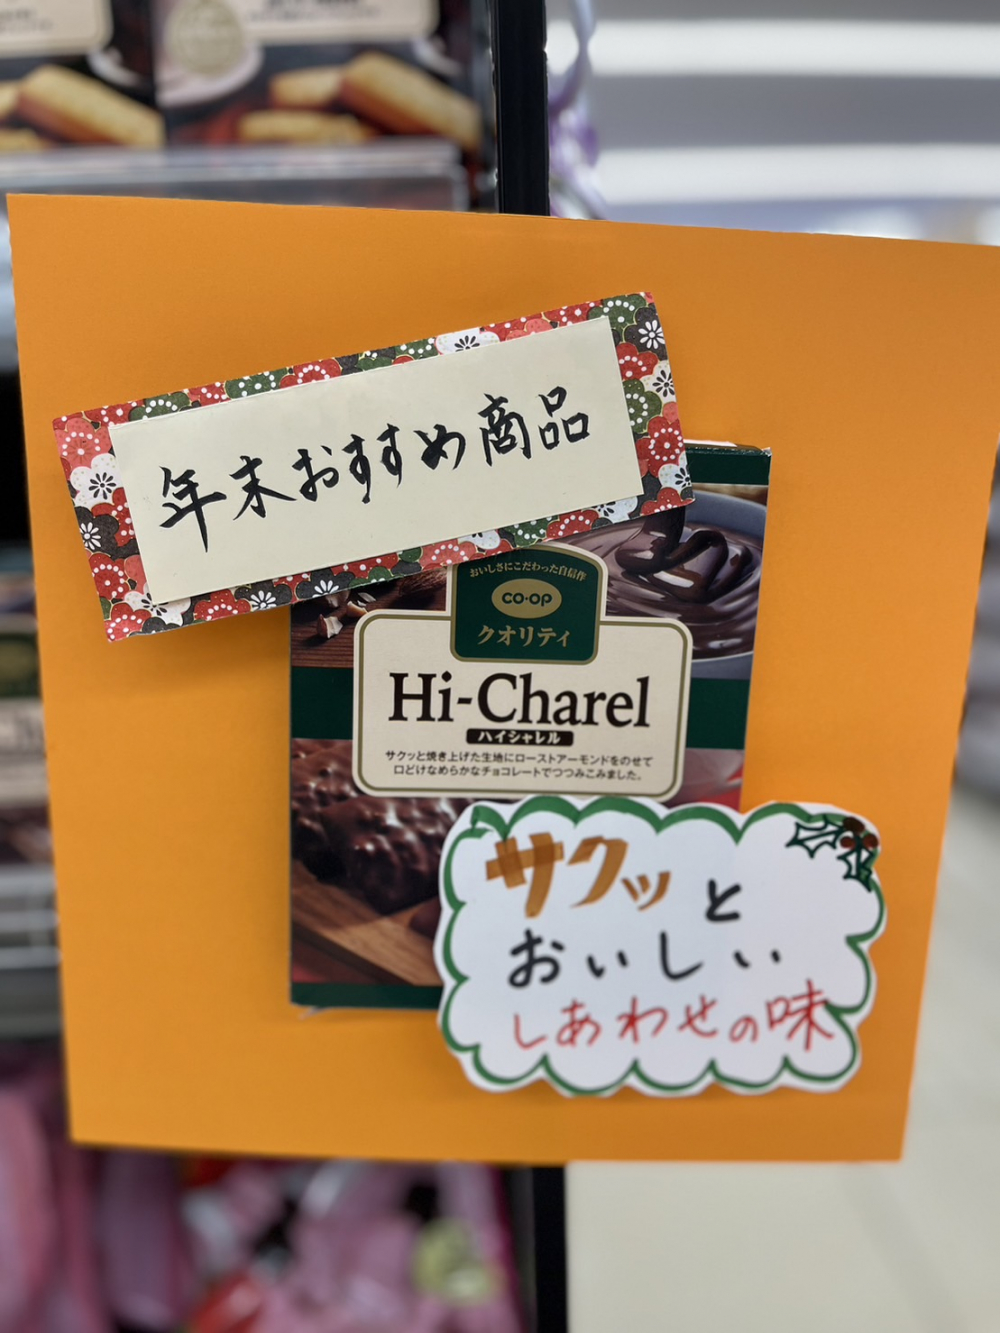 年末おすすめ商品
おいしさにこだわった自信作
CO・OP
クオリティ
Hi-Charel
ハイシャレル
サクッと焼き上げた生地にローストアーモンドをのせて
口どけなめらかなチョコレートでつつみこみました。
サクッと
おいしい
しあわせの味